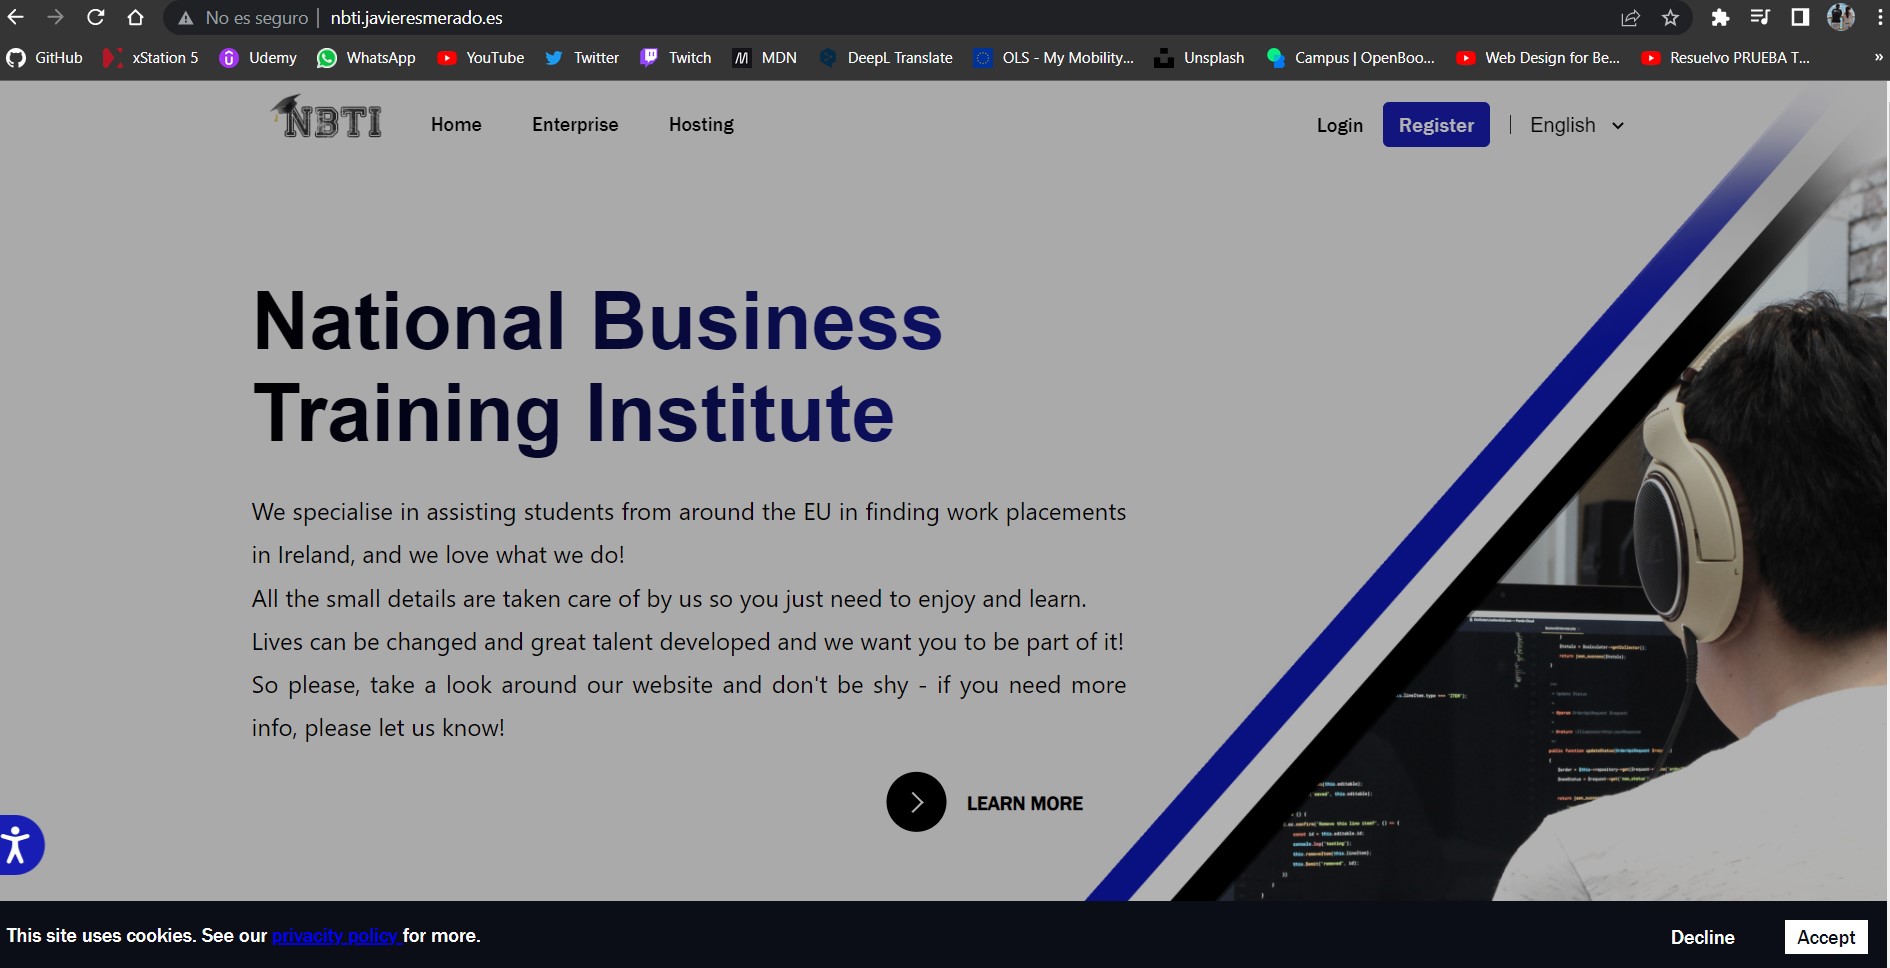 No es seguro | nbti.javieresmerado.es
GitHub xStation 5 Udemy WhatsApp YouTube Twitter Twitch MDN DeepL Translate OLS - My Mobility... Unsplash Campus | OpenBoo... Web Design for Be... Resuelvo PRUEBA T... »
NBTI Home Enterprise Hosting Login Register | English
National Business
Training Institute
We specialise in assisting students from around the EU in finding work placements
in Ireland, and we love what we do!
All the small details are taken care of by us so you just need to enjoy and learn.
Lives can be changed and great talent developed and we want you to be part of it!
So please, take a look around our website and don't be shy - if you need more
info, please let us know!
LEARN MORE
This site uses cookies. See our privacity policy for more.
Decline Accept